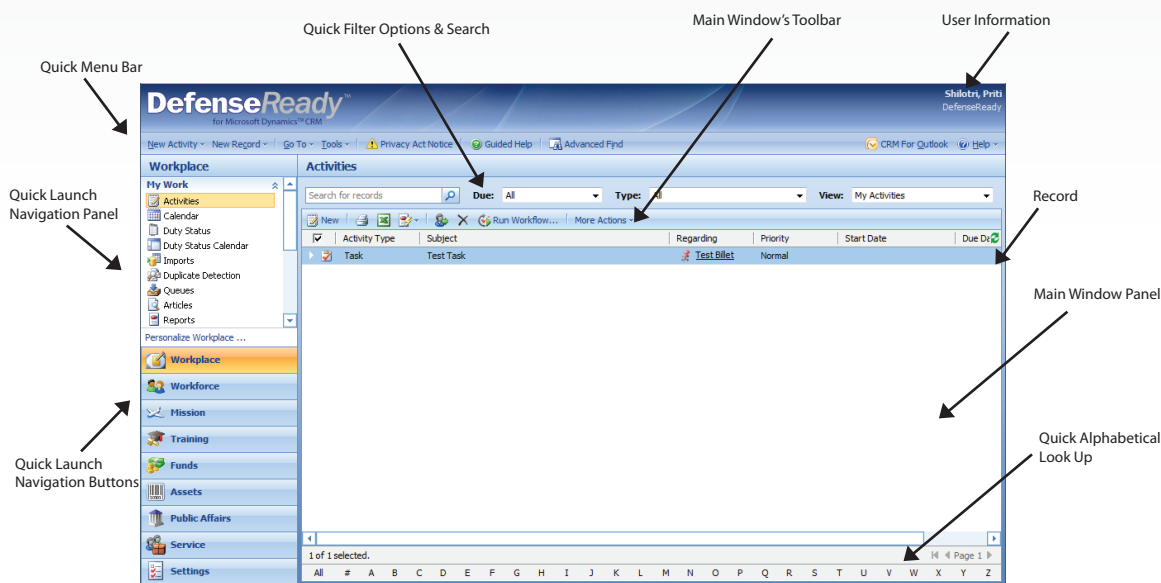 Main Window's Toolbar
User Information
Quick Filter Options & Search
Quick Menu Bar
DefenseReady™
for Microsoft Dynamics™ CRM
Shilotri, Priti
DefenseReady
New Activity New Record Go To Tools Privacy Act Notice Guided Help Advanced Find CRM For Outlook Help
Workplace
Activities
My Work
Activities
Calendar
Duty Status
Duty Status Calendar
Imports
Duplicate Detection
Queues
Articles
Reports
Personalize Workplace ...
Search for records Due: All Type: All View: My Activities
New Run Workflow... More Actions
Activity Type Subject Regarding Priority Start Date Due Da
Task Test Task Test Billet Normal
Quick Launch
Navigation Panel
Record
Main Window Panel
Workplace
Workforce
Mission
Training
Funds
Assets
Public Affairs
Service
Settings
Quick Launch
Navigation Buttons
Quick Alphabetical
Look Up
1 of 1 selected. Page 1
All # A B C D E F G H I J K L M N O P Q R S T U V W X Y Z